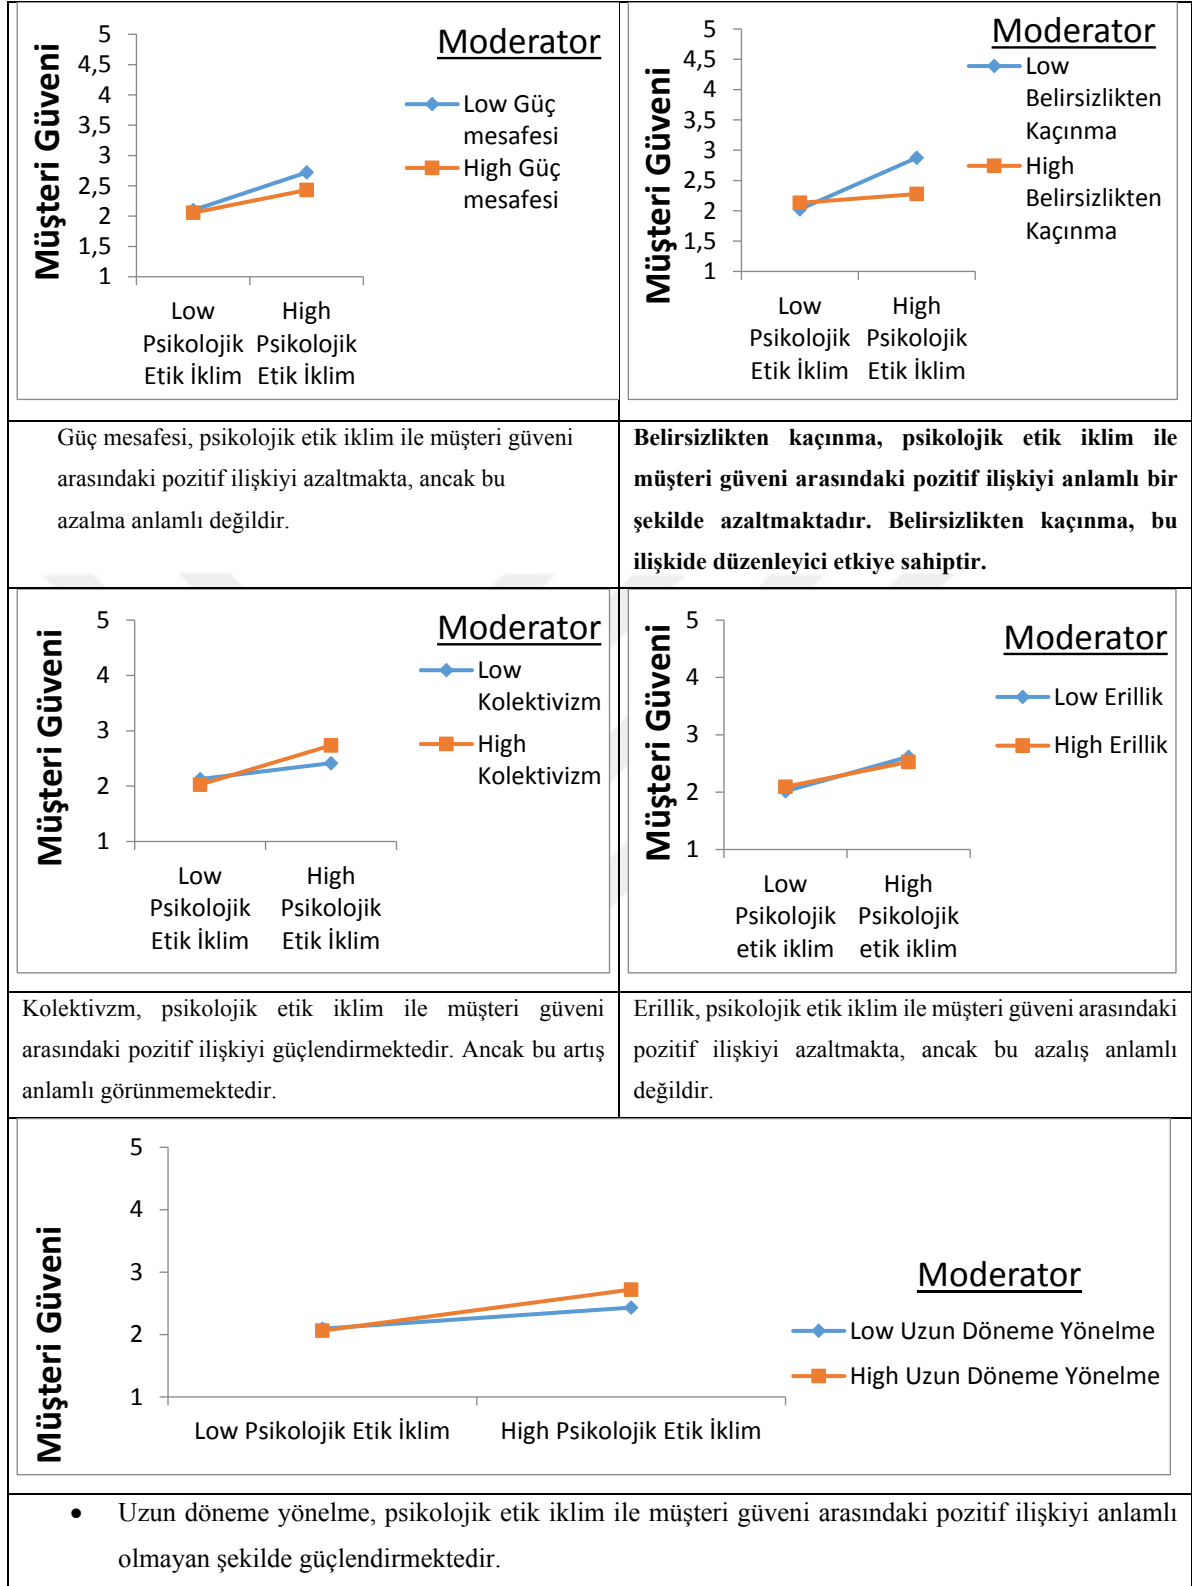 Müşteri Güveni
5
4,5
4
3,5
3
2,5
2
1,5
1
Low
Psikolojik
Etik İklim
High
Psikolojik
Etik İklim
Moderator
Low Güç
mesafesi
High Güç
mesafesi
Müşteri Güveni
5
4,5
4
3,5
3
2,5
2
1,5
1
Low
Psikolojik
Etik İklim
High
Psikolojik
Etik İklim
Moderator
Low
Belirsizlikten
Kaçınma
High
Belirsizlikten
Kaçınma
Güç mesafesi, psikolojik etik iklim ile müşteri güveni
arasındaki pozitif ilişkiyi azaltmakta, ancak bu
azalma anlamlı değildir.
Belirsizlikten kaçınma, psikolojik etik iklim ile
müşteri güveni arasındaki pozitif ilişkiyi anlamlı bir
şekilde azaltmaktadır. Belirsizlikten kaçınma, bu
ilişkide düzenleyici etkiye sahiptir.
Müşteri Güveni
5
4
3
2
1
Low
Psikolojik
Etik İklim
High
Psikolojik
Etik İklim
Moderator
Low
Kolektivizm
High
Kolektivizm
Müşteri Güveni
5
4
3
2
1
Low
Psikolojik
etik iklim
High
Psikolojik
etik iklim
Moderator
Low Erillik
High Erillik
Kolektivzm, psikolojik etik iklim ile müşteri güveni
arasındaki pozitif ilişkiyi güçlendirmektedir. Ancak bu artış
anlamlı görünmemektedir.
Erillik, psikolojik etik iklim ile müşteri güveni arasındaki
pozitif ilişkiyi azaltmakta, ancak bu azalış anlamlı
değildir.
Müşteri Güveni
5
4
3
2
1
Low Psikolojik Etik İklim
High Psikolojik Etik İklim
Moderator
Low Uzun Döneme Yönelme
High Uzun Döneme Yönelme
• Uzun döneme yönelme, psikolojik etik iklim ile müşteri güveni arasındaki pozitif ilişkiyi anlamlı
olmayan şekilde güçlendirmektedir.